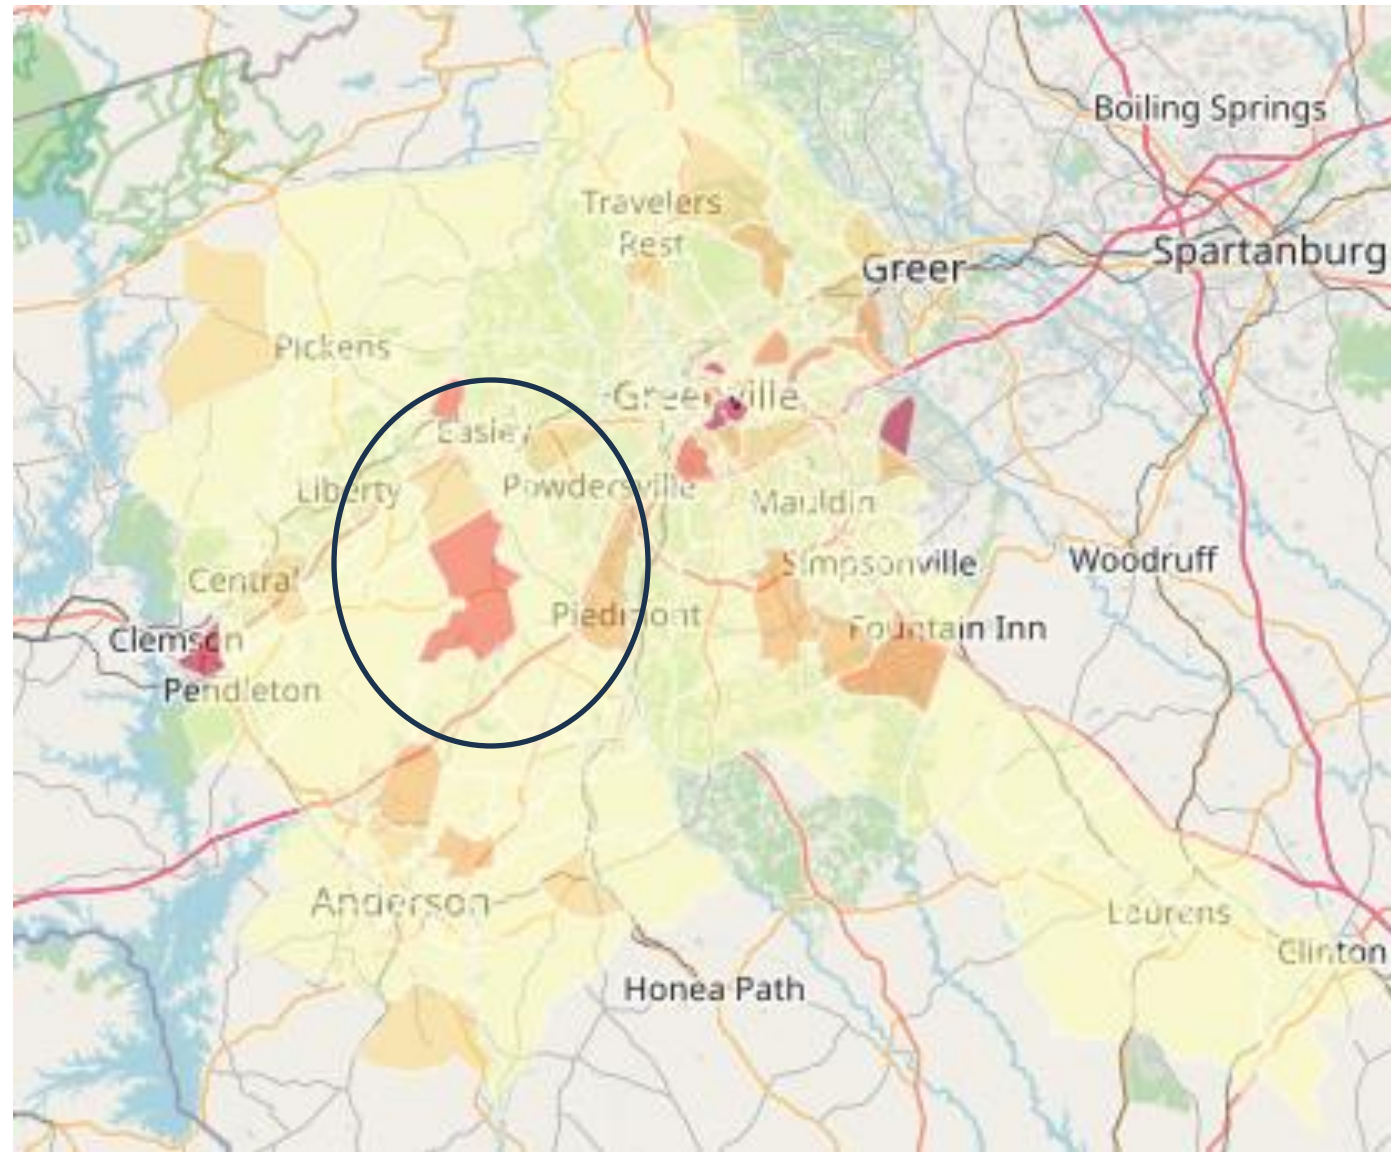 Boiling Springs
Travelers
Rest
Spartanburg
Greer
Pickens
Greenville
Easley
Liberty
Powdersville
Mauldin
Woodruff
Simpsonville
Central
Piedmont
Fountain Inn
Clemson
Pendleton
Anderson
Laurens
Clinton
Honea Path